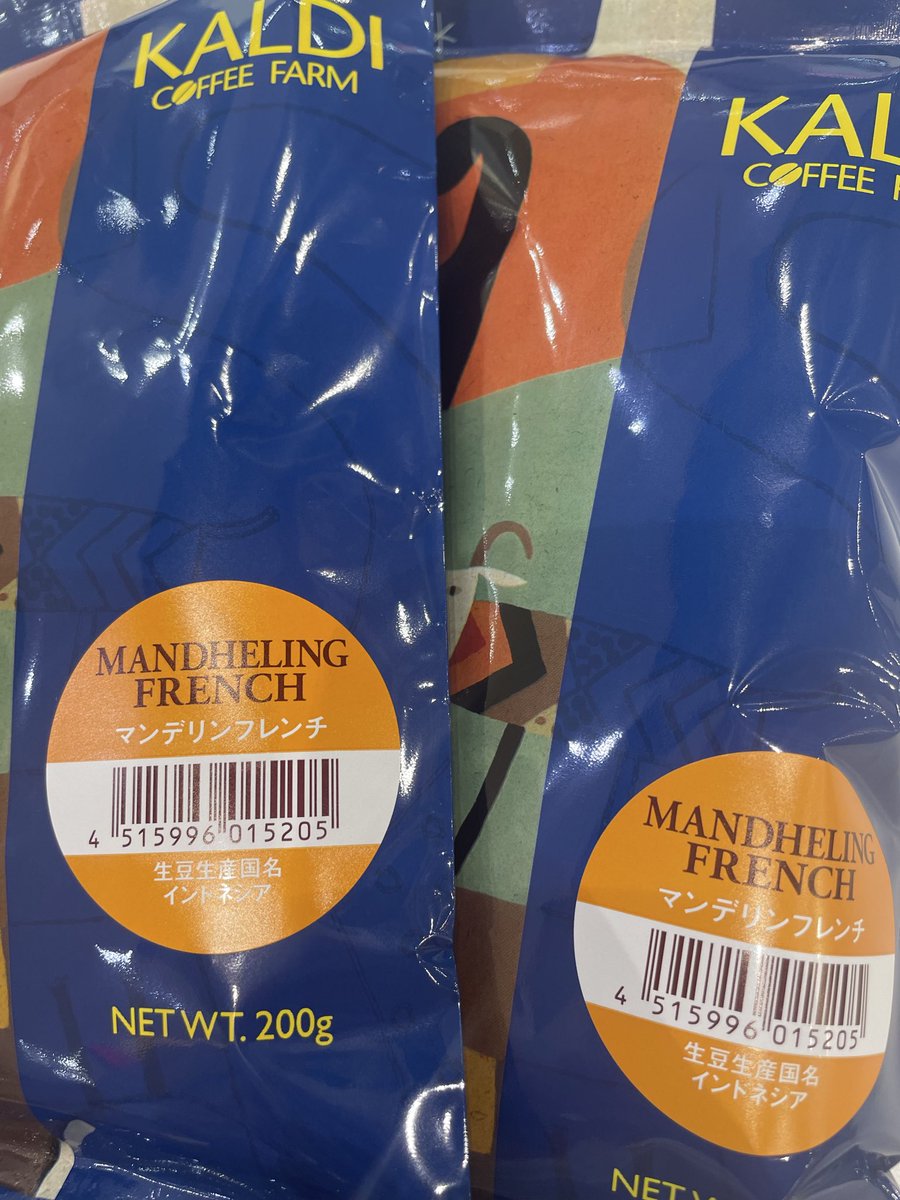 KALDI
COFFEE FARM
MANDHELING
FRENCH
マンデリンフレンチ
4 515996 015205
生豆生産国名
インドネシア
NET WT. 200g
KAL
COFFEE F
MANDHELING
FRENCH
マンデリンフレンチ
4 515996 015205
生豆生産国名
インドネシア
NET W